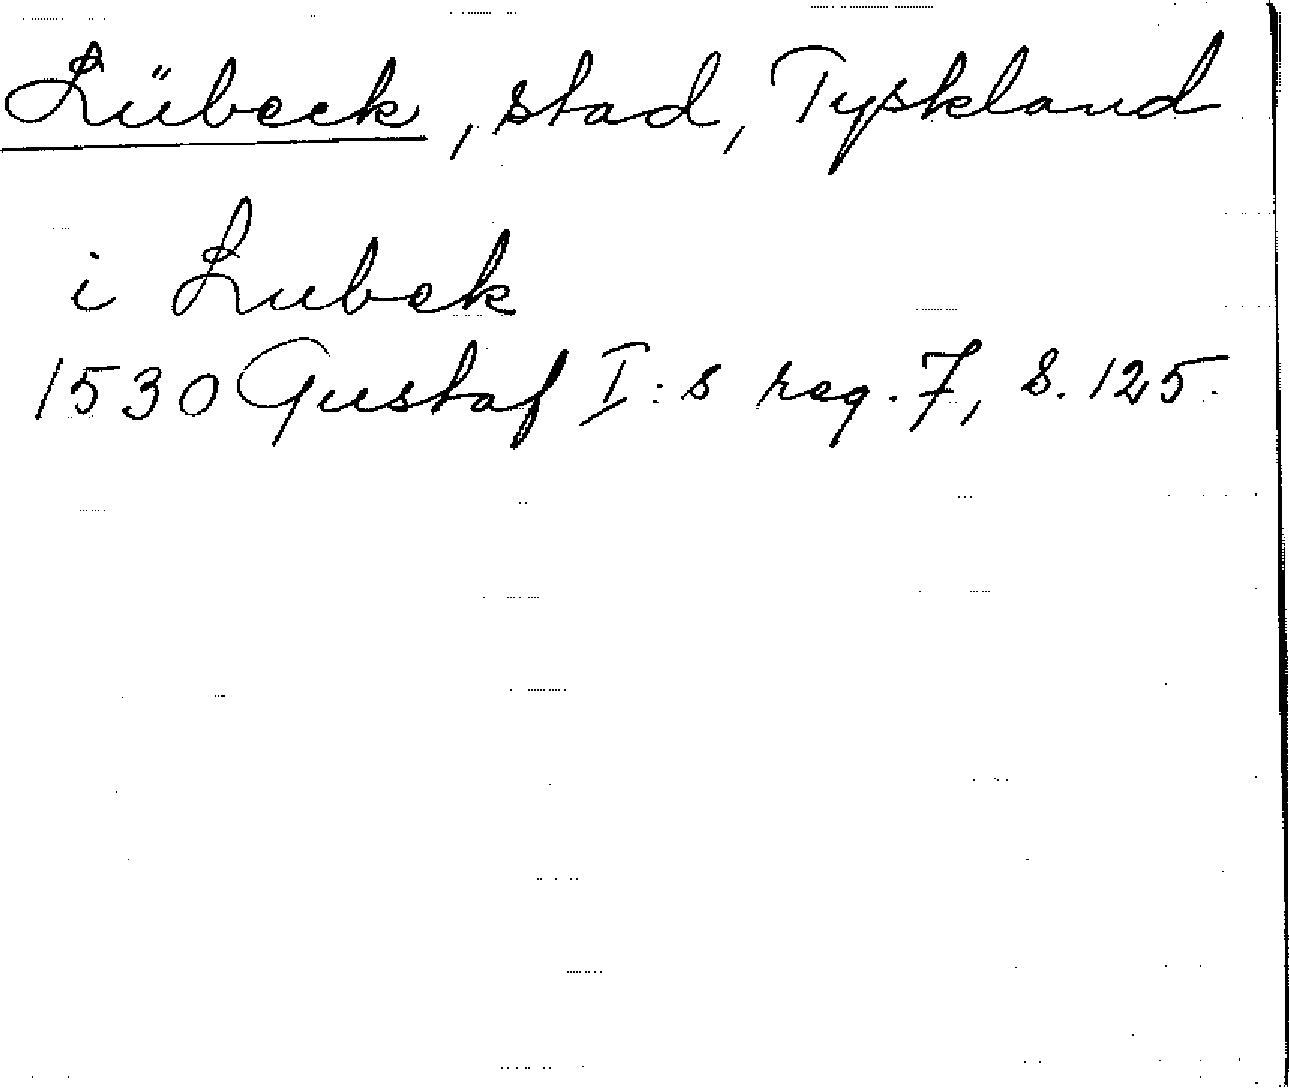 Lübeck, stad, Tyskland
i Lubek
1530 Gustaf I:s reg. 7, s. 125.